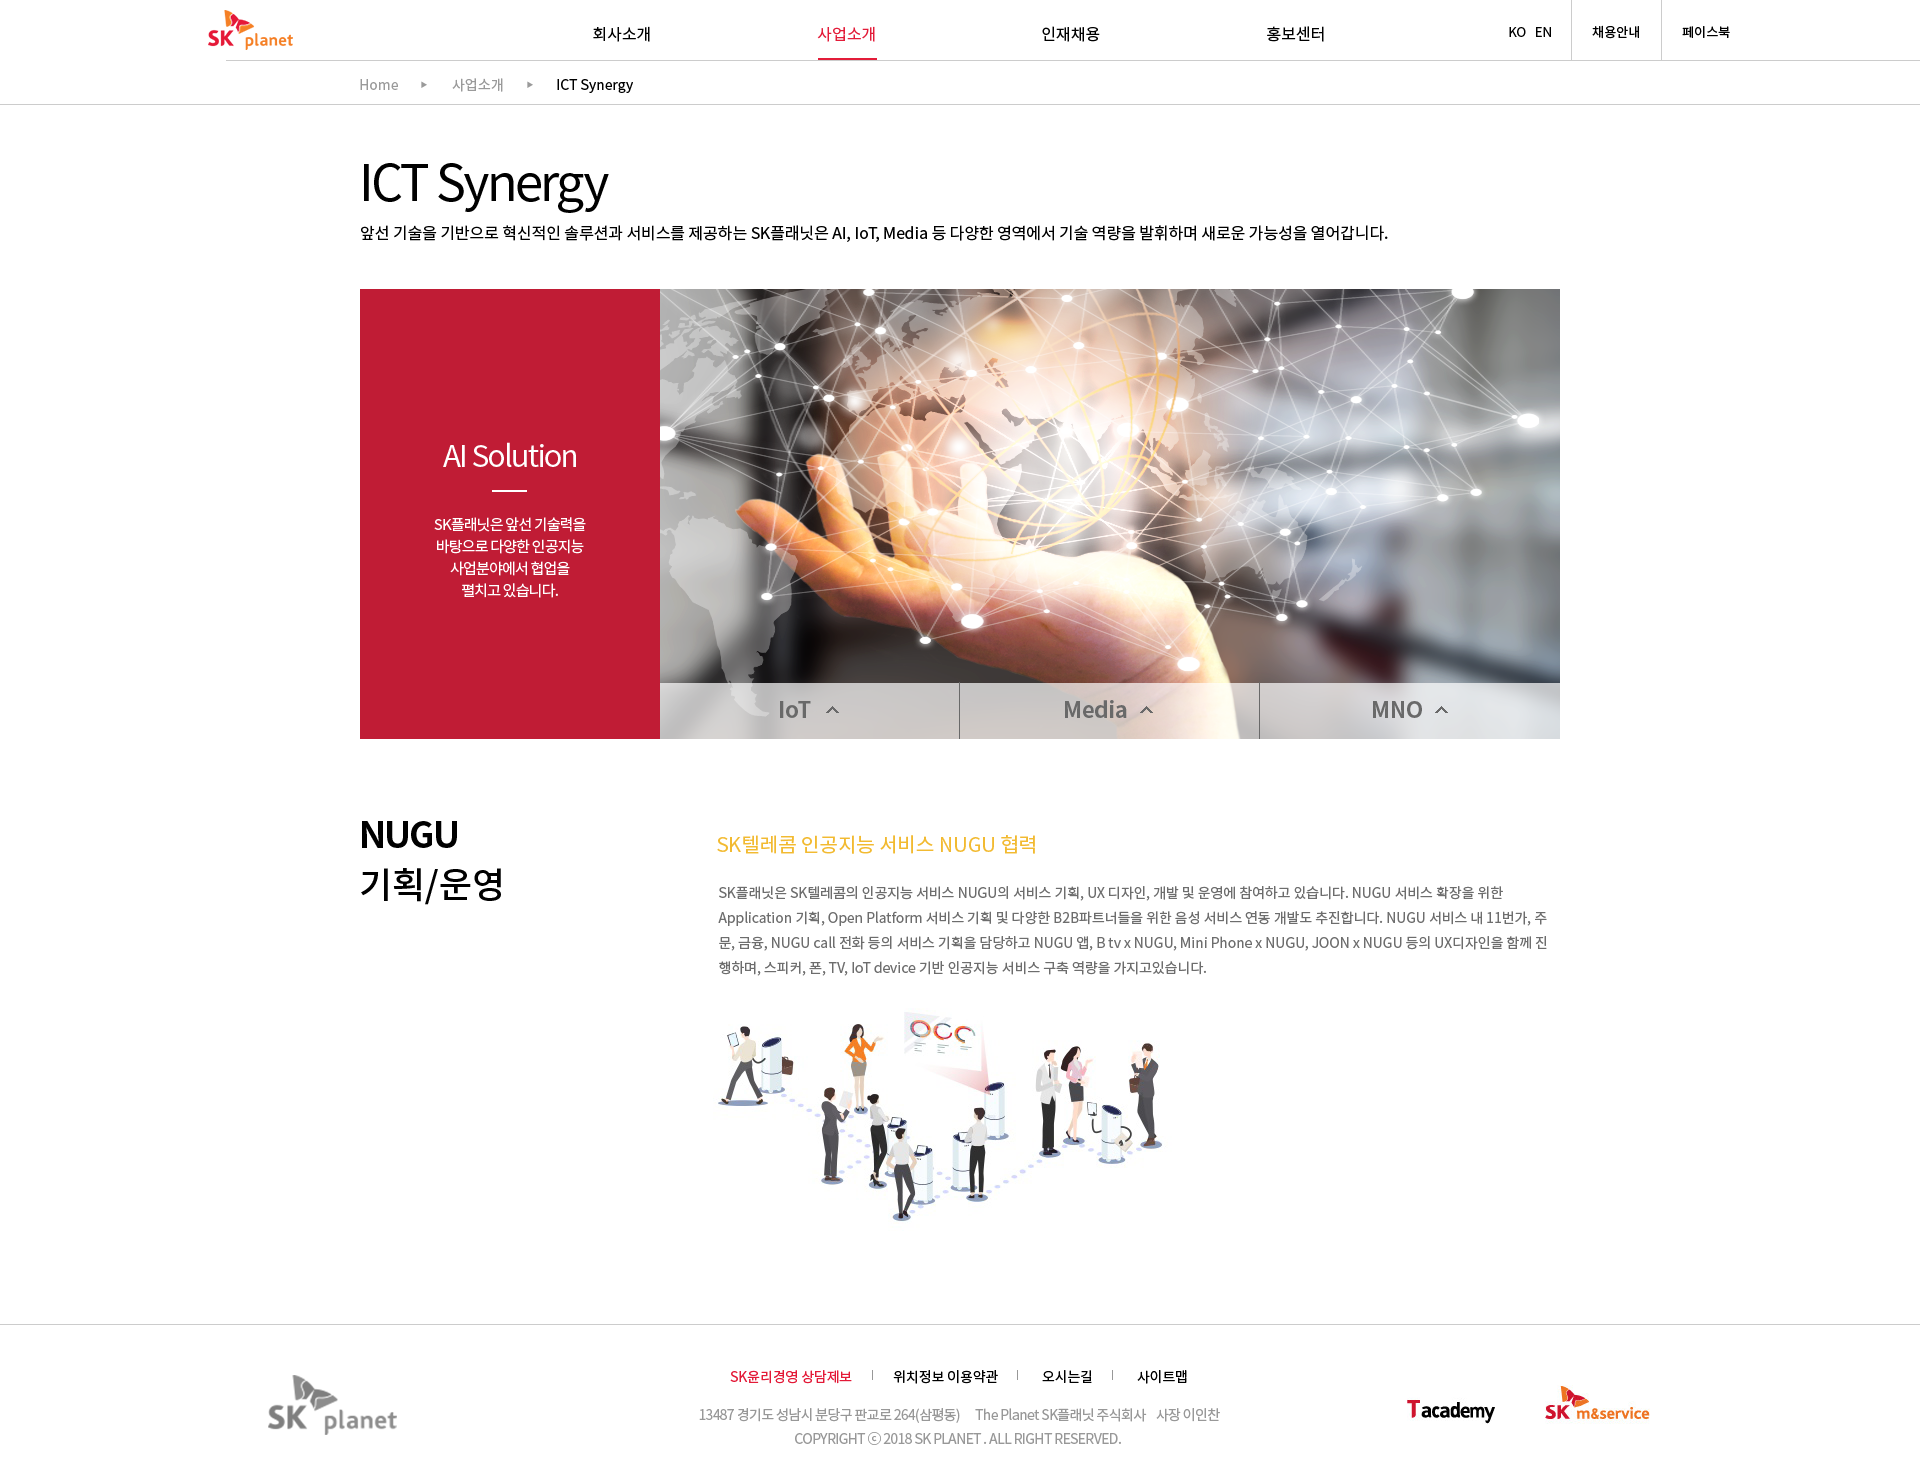 SK planet
회사소개
사업소개
인재채용
홍보센터
KO EN
채용안내
페이스북
Home ▸ 사업소개 ▸ ICT Synergy
ICT Synergy
앞선 기술을 기반으로 혁신적인 솔루션과 서비스를 제공하는 SK플래닛은 AI, IoT, Media 등 다양한 영역에서 기술 역량을 발휘하며 새로운 가능성을 열어갑니다.
AI Solution
SK플래닛은 앞선 기술력을
바탕으로 다양한 인공지능
사업분야에서 협업을
펼치고 있습니다.
IoT
Media
MNO
NUGU
기획/운영
SK텔레콤 인공지능 서비스 NUGU 협력
SK플래닛은 SK텔레콤의 인공지능 서비스 NUGU의 서비스 기획, UX 디자인, 개발 및 운영에 참여하고 있습니다. NUGU 서비스 확장을 위한
Application 기획, Open Platform 서비스 기획 및 다양한 B2B파트너들을 위한 음성 서비스 연동 개발도 추진합니다. NUGU 서비스 내 11번가, 주
문, 금융, NUGU call 전화 등의 서비스 기획을 담당하고 NUGU 앱, B tv x NUGU, Mini Phone x NUGU, JOON x NUGU 등의 UX디자인을 함께 진
행하며, 스피커, 폰, TV, IoT device 기반 인공지능 서비스 구축 역량을 가지고있습니다.
SK planet
SK윤리경영 상담제보
위치정보 이용약관
오시는길
사이트맵
13487 경기도 성남시 분당구 판교로 264(삼평동) The Planet SK플래닛 주식회사 사장 이인찬
COPYRIGHT ⓒ 2018 SK PLANET . ALL RIGHT RESERVED.
T academy
SK m&service